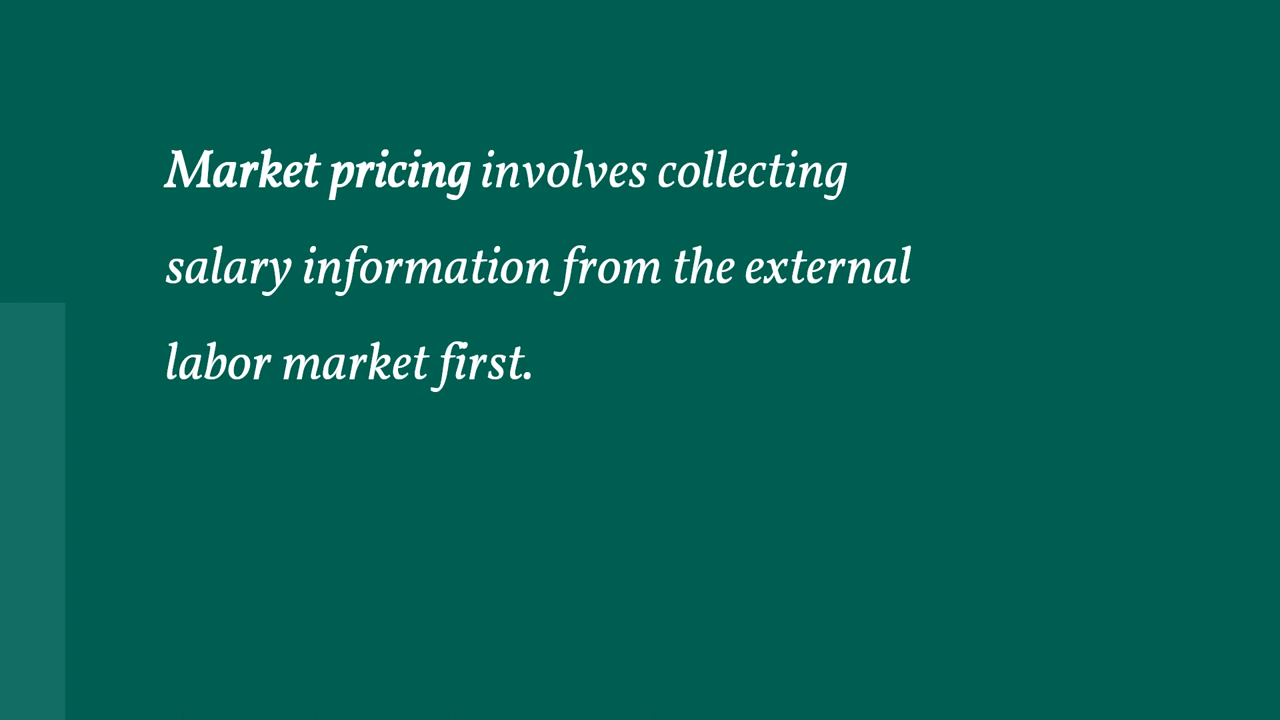 Market pricing involves collecting
salary information from the external
labor market first.